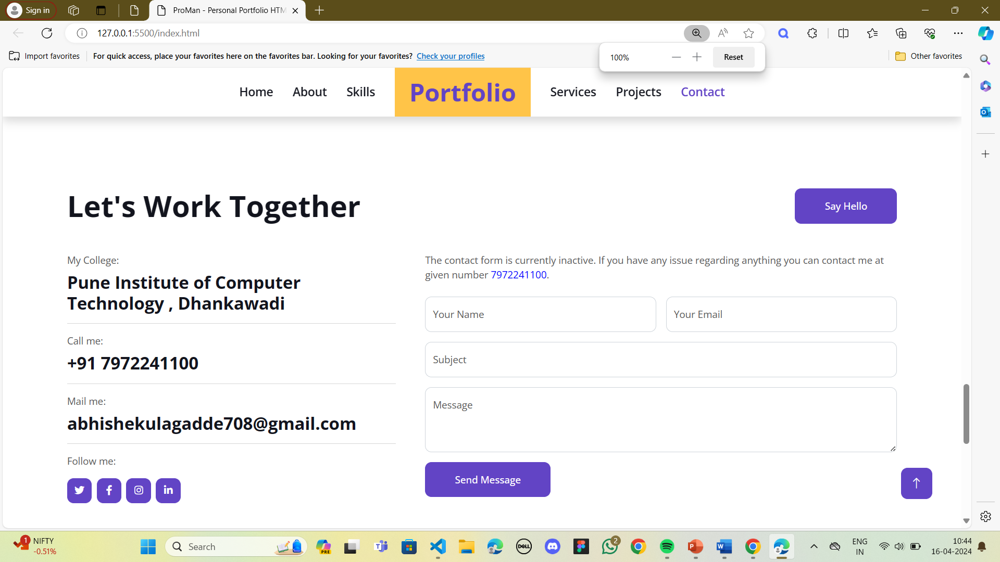 Sign in
ProMan - Personal Portfolio HTM
127.0.0.1:5500/index.html
Import favorites
For quick access, place your favorites here on the favorites bar. Looking for your favorites? Check your profiles
100%
Reset
Other favorites
Home About Skills Portfolio Services Projects Contact
Let's Work Together
Say Hello
My College:
Pune Institute of Computer
Technology , Dhankawadi
Call me:
+91 7972241100
Mail me:
abhishekulagadde708@gmail.com
Follow me:
The contact form is currently inactive. If you have any issue regarding anything you can contact me at
given number 7972241100.
Your Name
Your Email
Subject
Message
Send Message
1
NIFTY
-0.51%
Search
PRE
DELL
2
ENG
IN
10:44
16-04-2024